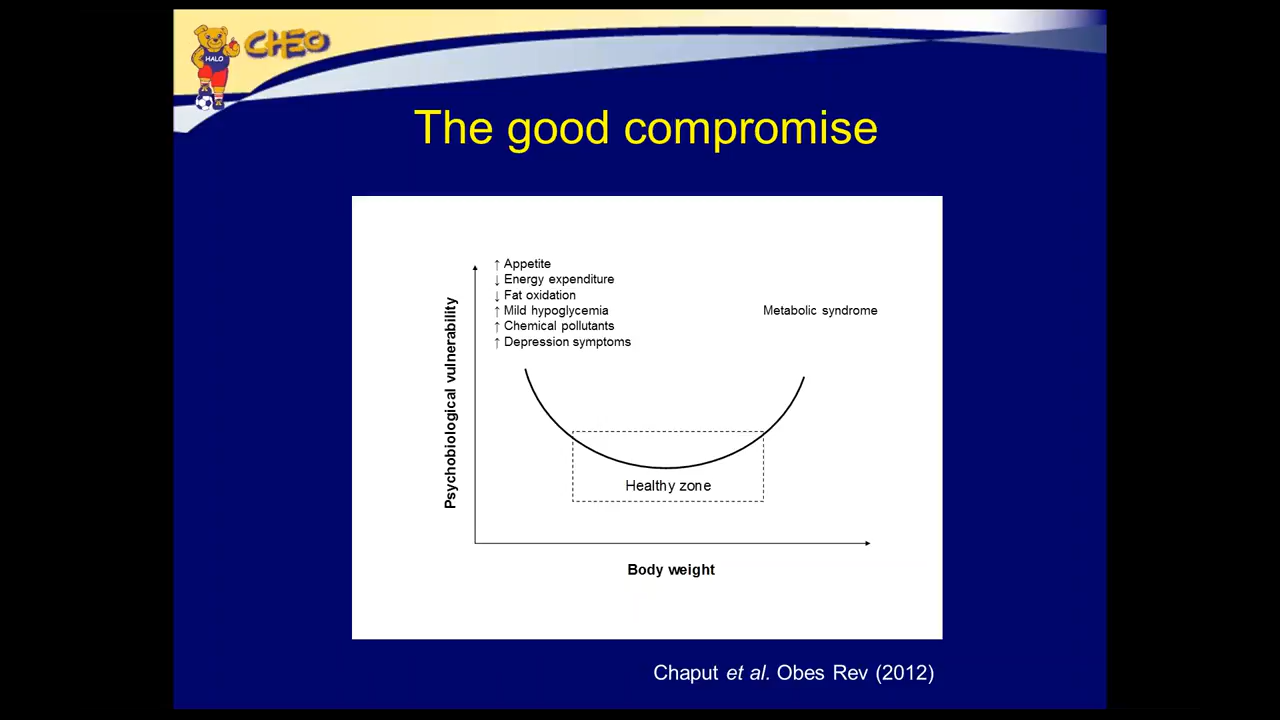 HALO
CHEO
The good compromise
↑ Appetite
↓ Energy expenditure
↓ Fat oxidation
↑ Mild hypoglycemia
↑ Chemical pollutants
↑ Depression symptoms
Metabolic syndrome
Psychobiological vulnerability
Healthy zone
Body weight
Chaput et al. Obes Rev (2012)